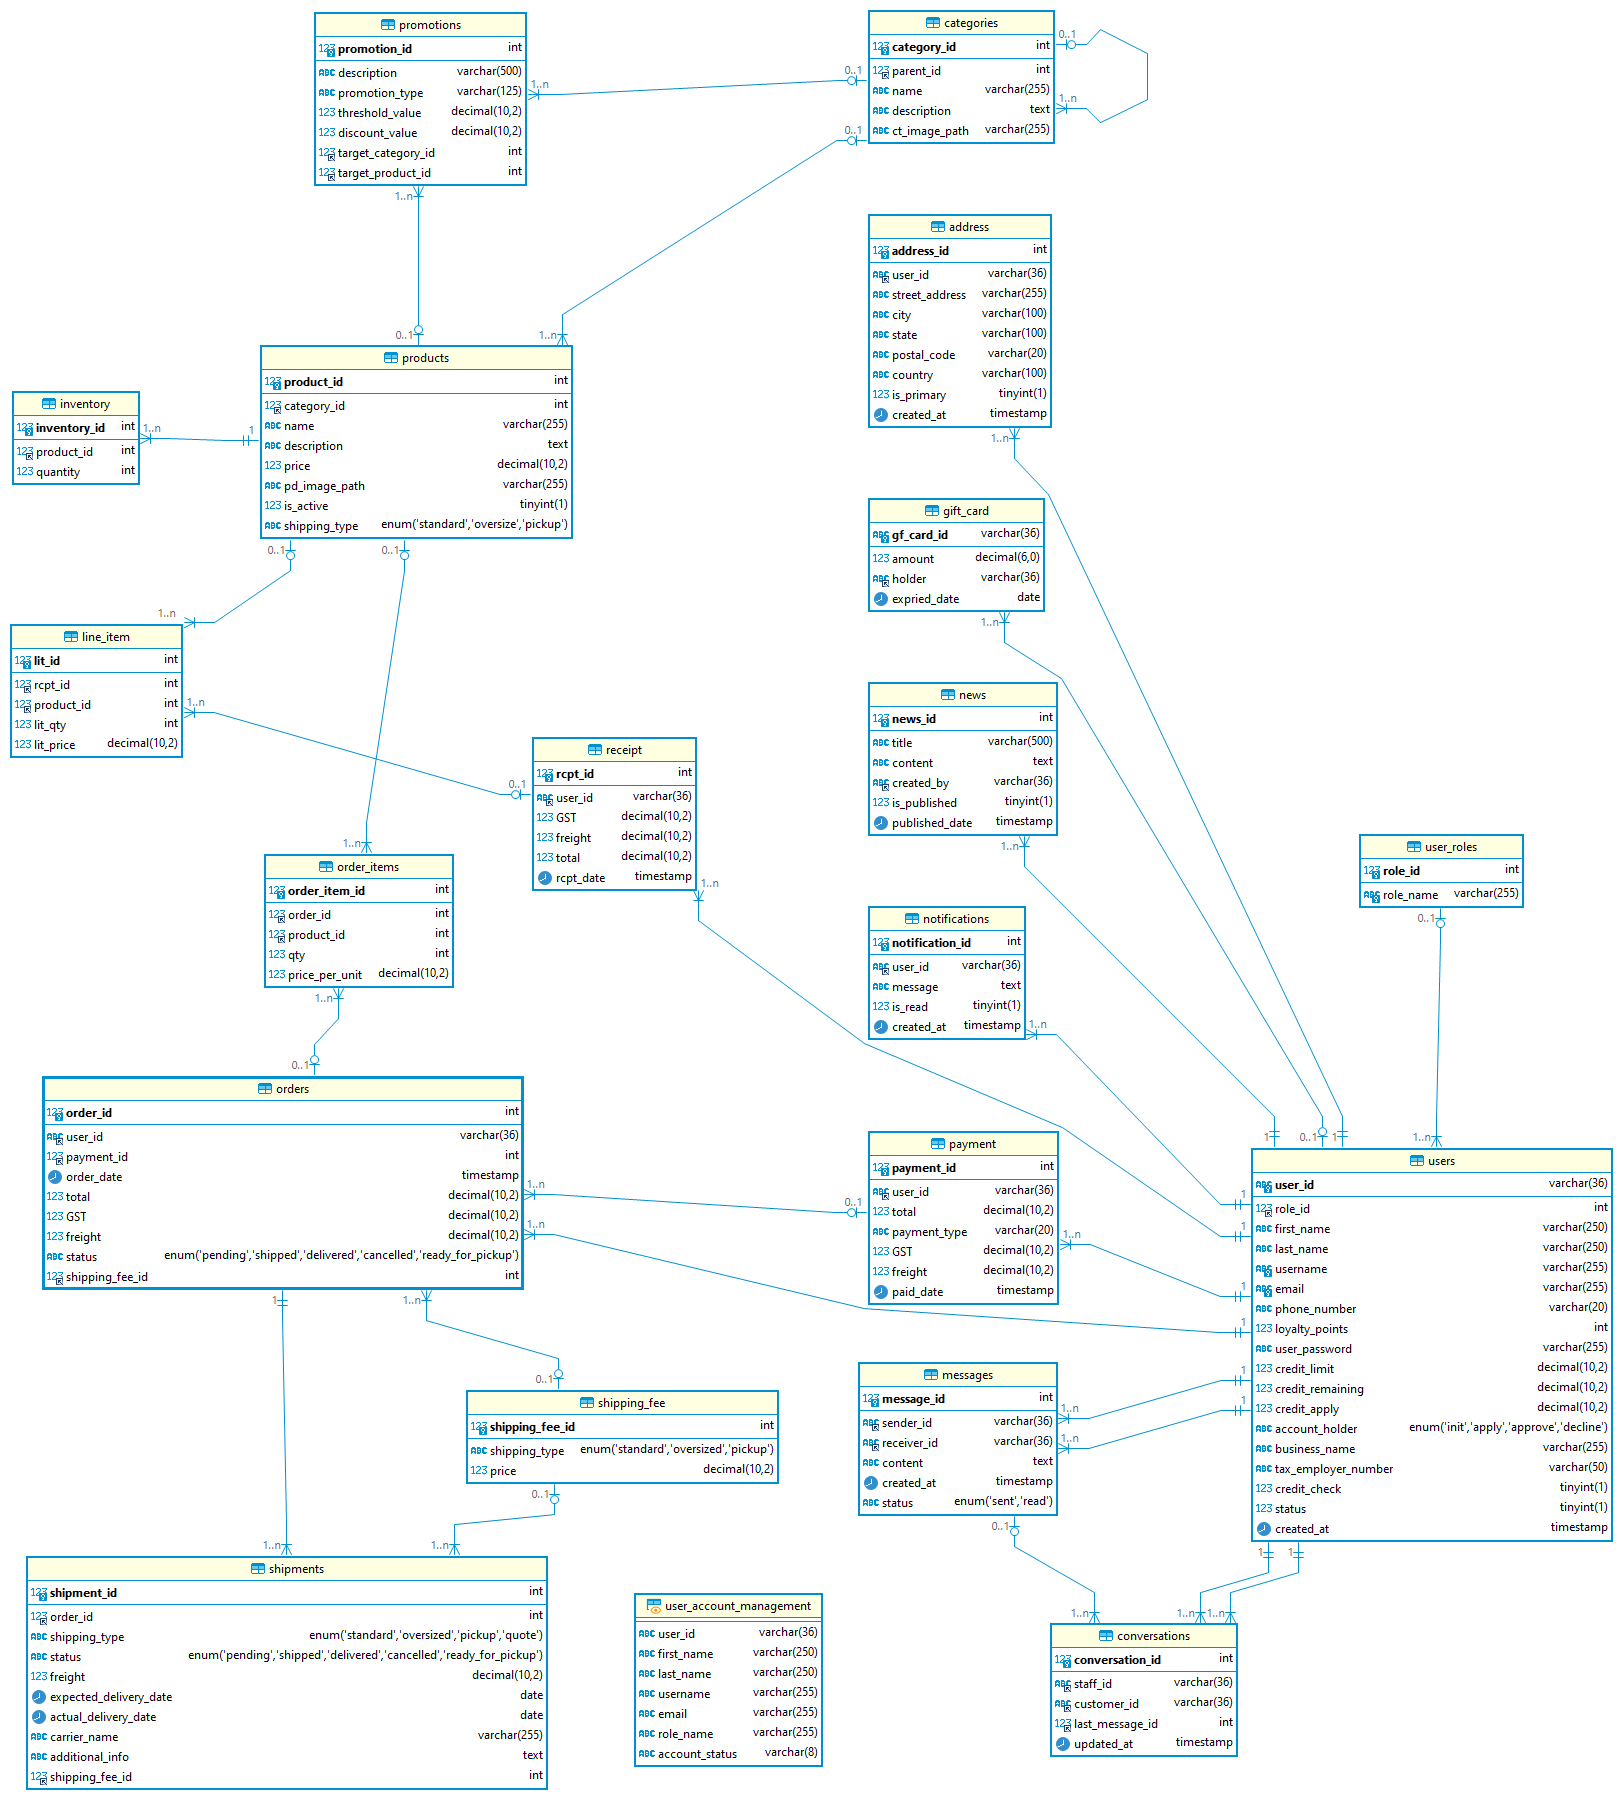 promotions
promotion_id int
description varchar(500)
promotion_type varchar(125)
threshold_value decimal(10,2)
discount_value decimal(10,2)
target_category_id int
target_product_id int
1..n
1..n
0..1
0..1
categories
category_id int
parent_id int
name varchar(255)
description text
ct_image_path varchar(255)
0..1
1..n
0..1
1..n
address
address_id int
user_id varchar(36)
street_address varchar(255)
city varchar(100)
state varchar(100)
postal_code varchar(20)
country varchar(100)
is_primary tinyint(1)
created_at timestamp
1..n
products
product_id int
category_id int
name varchar(255)
description text
price decimal(10,2)
pd_image_path varchar(255)
is_active tinyint(1)
shipping_type enum('standard','oversize','pickup')
0..1
0..1
inventory
inventory_id int
product_id int
quantity int
1..n
1
gift_card
gf_card_id varchar(36)
amount decimal(6,0)
holder varchar(36)
expried_date date
1..n
line_item
lit_id int
rcpt_id int
product_id int
lit_qty int
lit_price decimal(10,2)
1..n
1..n
0..1
news
news_id int
title varchar(500)
content text
created_by varchar(36)
is_published tinyint(1)
published_date timestamp
1..n
receipt
rcpt_id int
user_id varchar(36)
GST decimal(10,2)
freight decimal(10,2)
total decimal(10,2)
rcpt_date timestamp
1..n
user_roles
role_id int
role_name varchar(255)
0..1
1..n
order_items
order_item_id int
order_id int
product_id int
qty int
price_per_unit decimal(10,2)
1..n
1..n
0..1
notifications
notification_id int
user_id varchar(36)
message text
is_read tinyint(1)
created_at timestamp
1..n
orders
order_id int
user_id varchar(36)
payment_id int
order_date timestamp
total decimal(10,2)
GST decimal(10,2)
freight decimal(10,2)
status enum('pending','shipped','delivered','cancelled','ready_for_pickup')
shipping_fee_id int
1..n
1..n
1
1..n
payment
payment_id int
user_id varchar(36)
total decimal(10,2)
payment_type varchar(20)
GST decimal(10,2)
freight decimal(10,2)
paid_date timestamp
0..1
1..n
users
user_id varchar(36)
role_id int
first_name varchar(250)
last_name varchar(250)
username varchar(255)
email varchar(255)
phone_number varchar(20)
loyalty_points int
user_password varchar(255)
credit_limit decimal(10,2)
credit_remaining decimal(10,2)
credit_apply decimal(10,2)
account_holder enum('init','apply','approve','decline')
business_name varchar(255)
tax_employer_number varchar(50)
credit_check tinyint(1)
status tinyint(1)
created_at timestamp
1
0..1
1
1
1
1
1
1
1
1
1
messages
message_id int
sender_id varchar(36)
receiver_id varchar(36)
content text
created_at timestamp
status enum('sent','read')
1..n
1..n
0..1
shipping_fee
shipping_fee_id int
shipping_type enum('standard','oversized','pickup')
price decimal(10,2)
0..1
0..1
shipments
shipment_id int
order_id int
shipping_type enum('standard','oversized','pickup','quote')
status enum('pending','shipped','delivered','cancelled','ready_for_pickup')
freight decimal(10,2)
expected_delivery_date date
actual_delivery_date date
carrier_name varchar(255)
additional_info text
shipping_fee_id int
1..n
1..n
user_account_management
user_id varchar(36)
first_name varchar(250)
last_name varchar(250)
username varchar(255)
email varchar(255)
role_name varchar(255)
account_status varchar(8)
conversations
conversation_id int
staff_id varchar(36)
customer_id varchar(36)
last_message_id int
updated_at timestamp
1..n
1..n
1..n